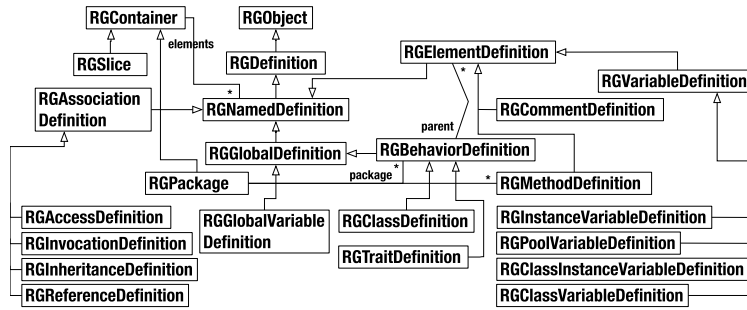 RGContainer
RGObject
elements
RGElementDefinition
RGSlice
RGDefinition
*
RGVariableDefinition
RGAssociation
Definition
*
RGNamedDefinition
RGCommentDefinition
parent
RGGlobalDefinition
RGBehaviorDefinition
*
RGPackage
package
*
RGMethodDefinition
RGAccessDefinition
RGGlobalVariable
Definition
RGClassDefinition
RGInstanceVariableDefinition
RGInvocationDefinition
RGPoolVariableDefinition
RGTraitDefinition
RGInheritanceDefinition
RGClassInstanceVariableDefinition
RGReferenceDefinition
RGClassVariableDefinition